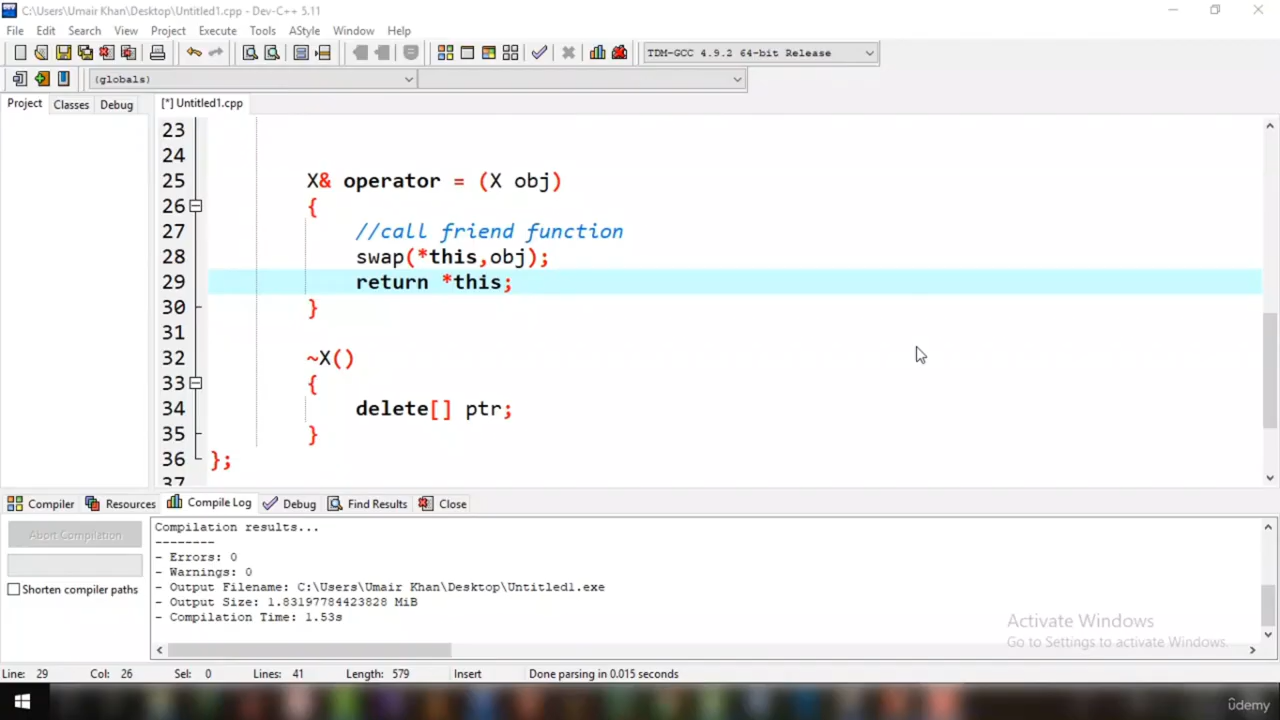 C:\Users\Umair Khan\Desktop\Untitled1.cpp - Dev-C++ 5.11
File Edit Search View Project Execute Tools AStyle Window Help
TDM-GCC 4.9.2 64-bit Release
(globals)
Project Classes Debug [*] Untitled1.cpp
23
24
25 X& operator = (X obj)
26 {
27 //call friend function
28 swap(*this,obj);
29 return *this;
30 }
31
32 ~X()
33 {
34 delete[] ptr;
35 }
36 };
37
Compiler Resources Compile Log Debug Find Results Close
Abort Compilation
Shorten compiler paths
Compilation results...
--------
- Errors: 0
- Warnings: 0
- Output Filename: C:\Users\Umair Khan\Desktop\Untitled1.exe
- Output Size: 1.83197784423828 MiB
- Compilation Time: 1.53s
Activate Windows
Go to Settings to activate Windows.
Line: 29 Col: 26 Sel: 0 Lines: 41 Length: 579 Insert Done parsing in 0.015 seconds
ûdemy